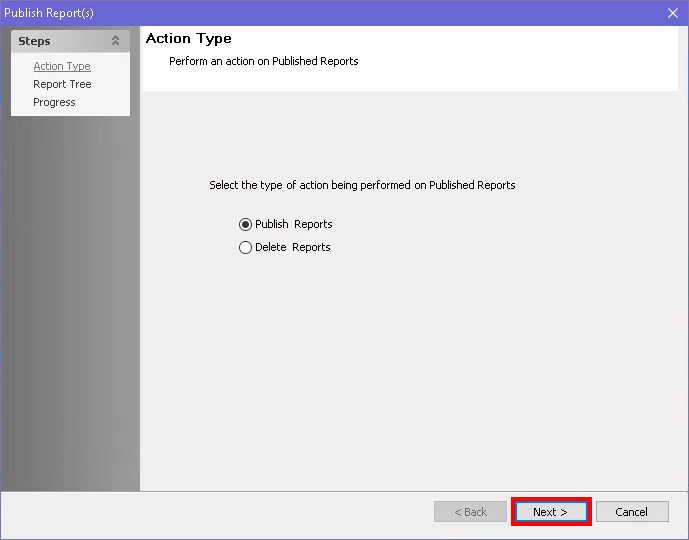 Publish Report(s)
Steps
Action Type
Report Tree
Progress
Action Type
Perform an action on Published Reports
Select the type of action being performed on Published Reports
Publish Reports
Delete Reports
< Back
Next >
Cancel